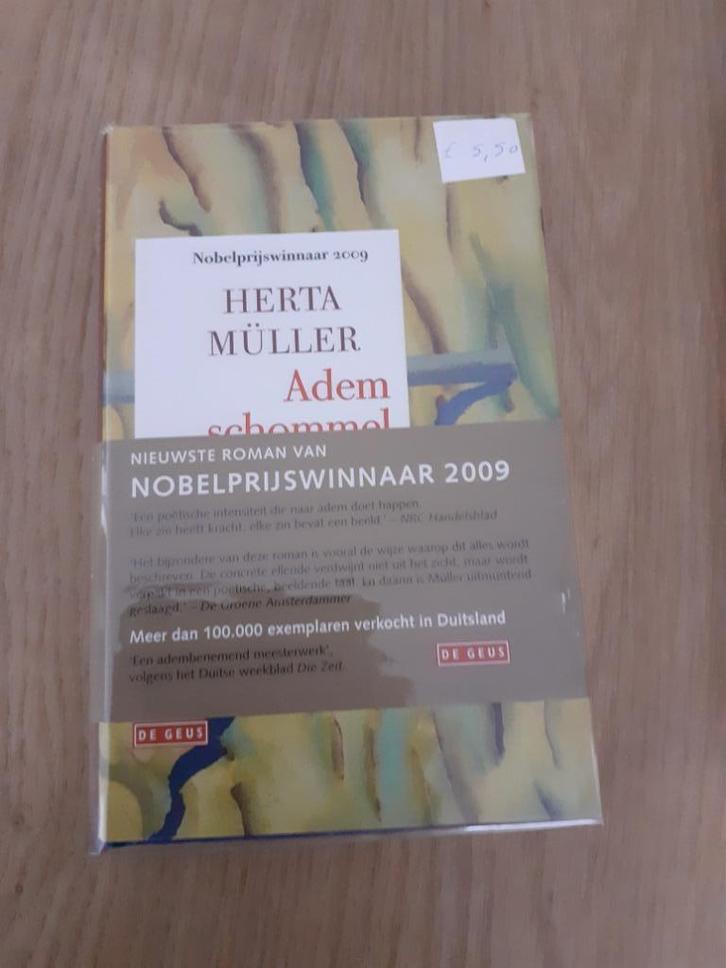 € 5,50
Nobelprijswinnaar 2009
HERTA
MÜLLER
Adem
schommel
NIEUWSTE ROMAN VAN
NOBELPRIJSWINNAAR 2009
'Een poëtische intensiteit die naar adem doet happen.
Elke zin heeft kracht, elke zin bevat een beeld.' – NRC Handelsblad
'Het bijzondere van deze roman is vooral de wijze waarop dit alles wordt
beschreven. De concrete ellende verdwijnt niet uit het zicht, maar wordt
verpakt in een poëtische, beeldende taal. En daarin is Müller uitmuntend
geslaagd.' – De Groene Amsterdammer
Meer dan 100.000 exemplaren verkocht in Duitsland
'Een adembenemend meesterwerk',
volgens het Duitse weekblad Die Zeit.
DE GEUS
DE GEUS